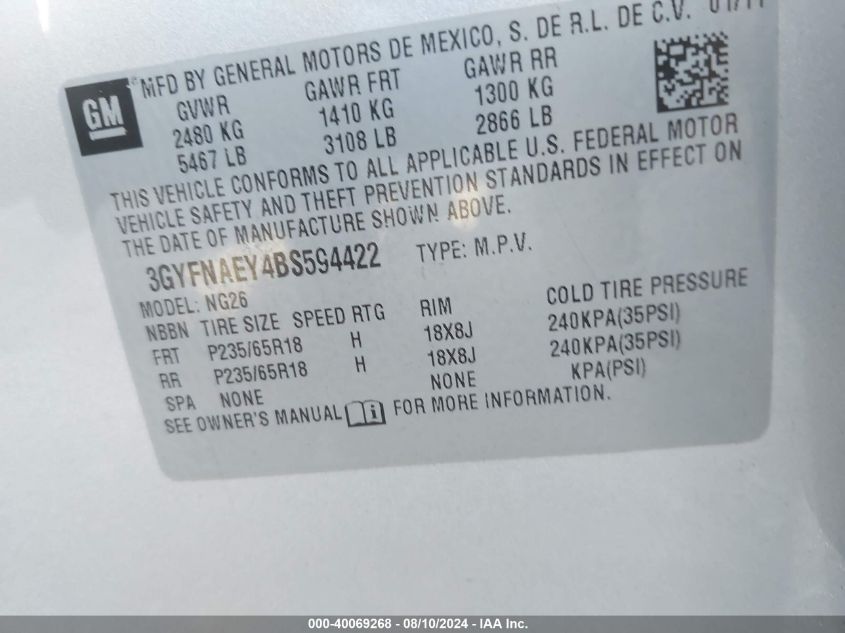 GM
MFD BY GENERAL MOTORS DE MEXICO, S. DE R.L. DE C.V. 01/11
GVWR GAWR FRT GAWR RR
2480 KG 1410 KG 1300 KG
5467 LB 3108 LB 2866 LB
THIS VEHICLE CONFORMS TO ALL APPLICABLE U.S. FEDERAL MOTOR
VEHICLE SAFETY AND THEFT PREVENTION STANDARDS IN EFFECT ON
THE DATE OF MANUFACTURE SHOWN ABOVE.
3GYFNAEY4BS594422 TYPE: M.P.V.
MODEL: NG26
NBBN TIRE SIZE SPEED RTG RIM COLD TIRE PRESSURE
FRT P235/65R18 H 18X8J 240KPA(35PSI)
RR P235/65R18 H 18X8J 240KPA(35PSI)
SPA NONE NONE KPA(PSI)
SEE OWNER'S MANUAL FOR MORE INFORMATION.
000-40069268 - 08/10/2024 - IAA Inc.